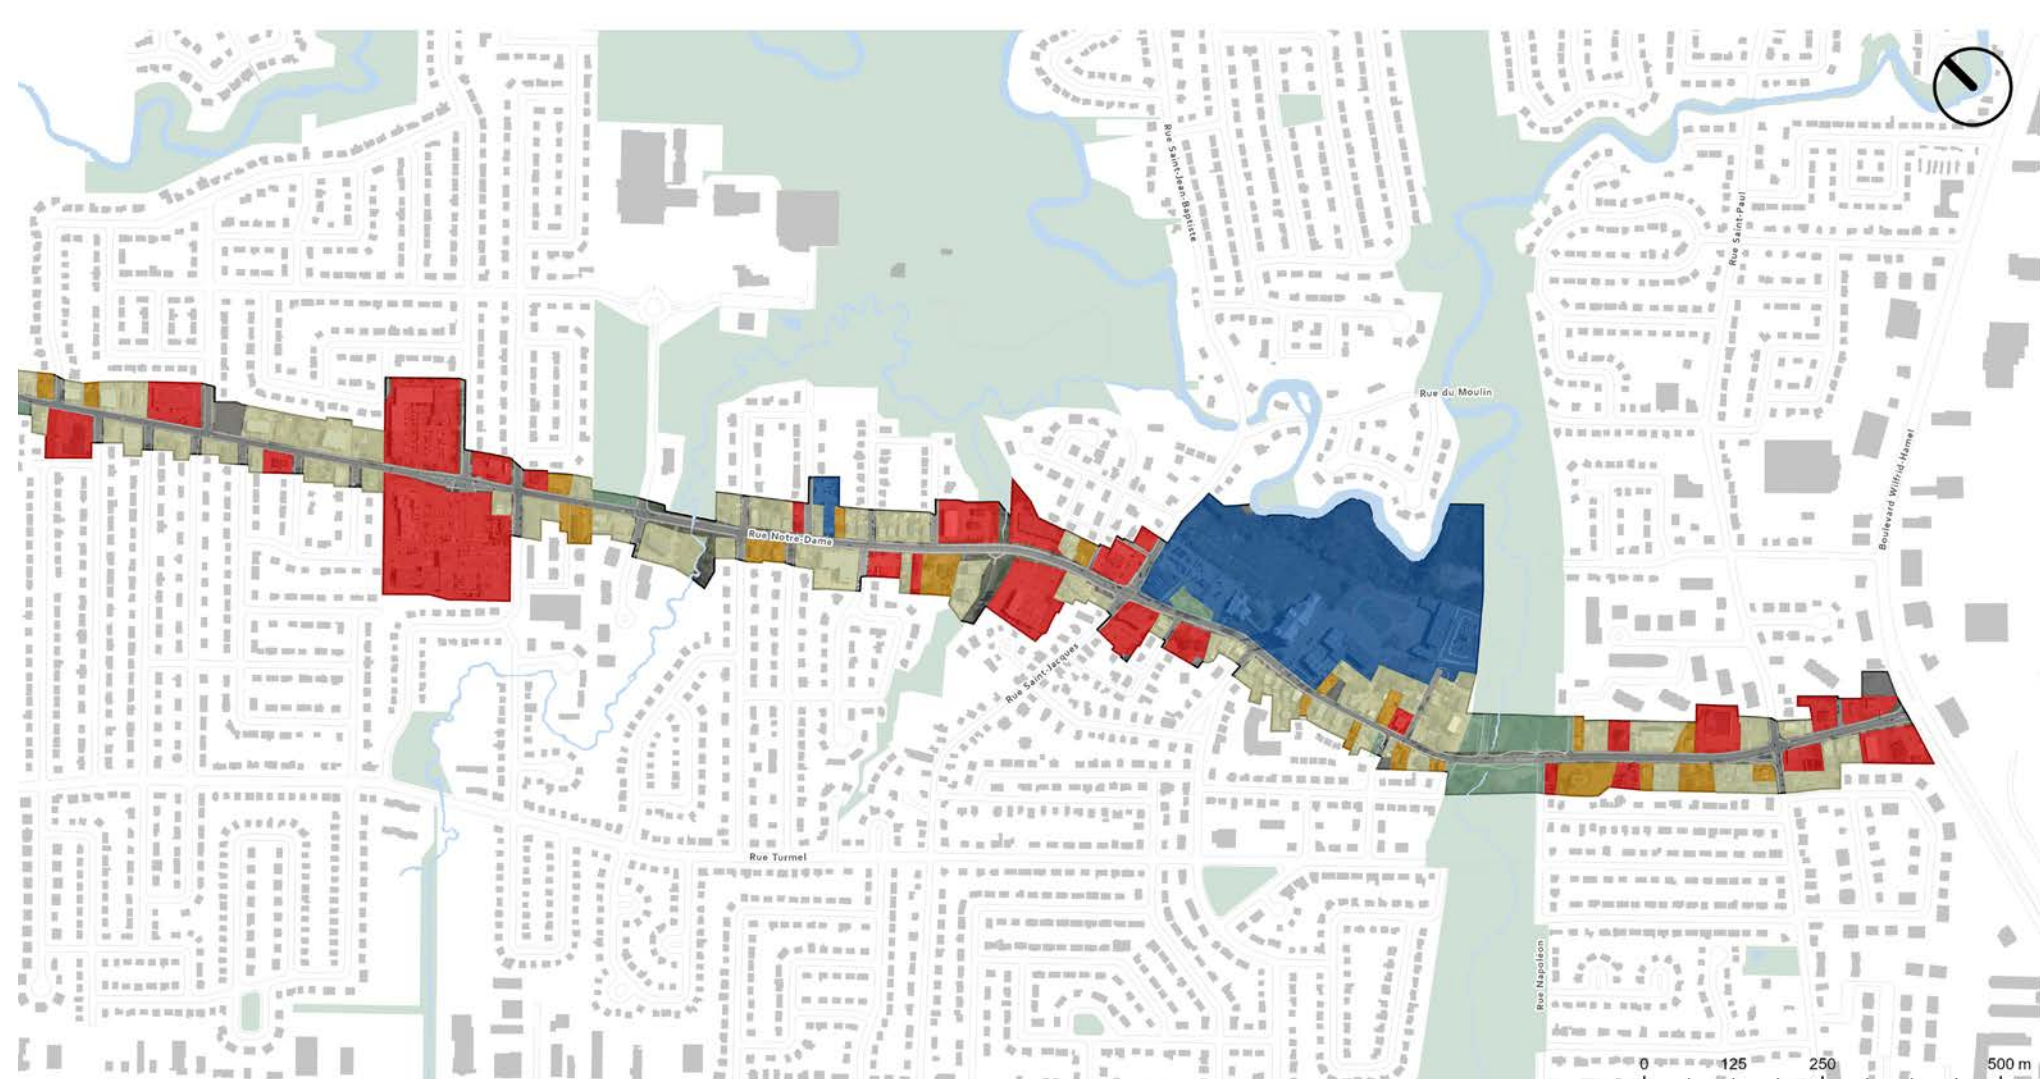 Rue Saint-Jean-Baptiste
Rue Saint-Paul
Rue du Moulin
Boulevard Wilfrid-Hamel
Rue Notre-Dame
Rue Saint-Jacques
Rue Turmel
Rue Napoléon
0 125 250 500 m